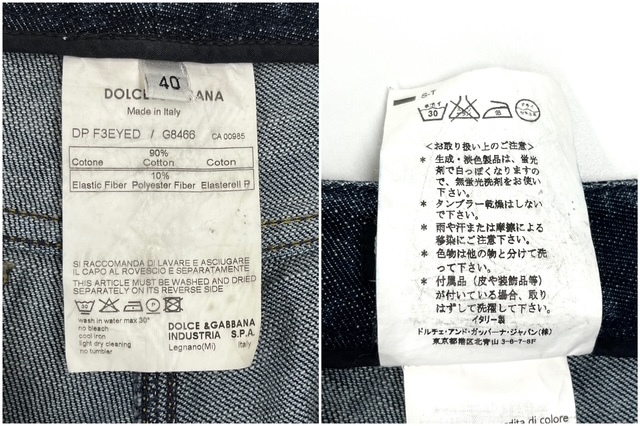 40
DOLC ANA
Made in Italy
DP F3EYED / G8466 CA 00985
90%
Cotone Cotton Coton
10%
Elastic Fiber Polyester Fiber Elasterell P
SI RACCOMANDA DI LAVARE E ASCIUGARE
IL CAPO AL ROVESCIO E SEPARATAMENTE
THIS ARTICLE MUST BE WASHED AND DRIED
SEPARATELY ON ITS REVERSE SIDE
wash in water max 30°
no bleach
cool iron
light dry cleaning
no tumbler
DOLCE & GABBANA
INDUSTRIA S.P.A.
Legnano(Mi) Italy
S-T
30
<お取り扱い上のご注意>
* 生成・淡色製品は、蛍光
剤で白っぽくなりますの
で、無蛍光洗剤をお使い
下さい。
* タンブラー乾燥はしない
で下さい。
* 雨や汗または摩擦による
移染にご注意下さい。
* 色物は他の物と分けて洗
って下さい。
* 付属品(皮や装飾品等)
が付いている場合、取り
はずして洗濯して下さい。
イタリー製
ドルチェ・アンド・ガッバーナ・ジャパン(株)
東京都港区北青山 3-6-7-8F
dita di colore